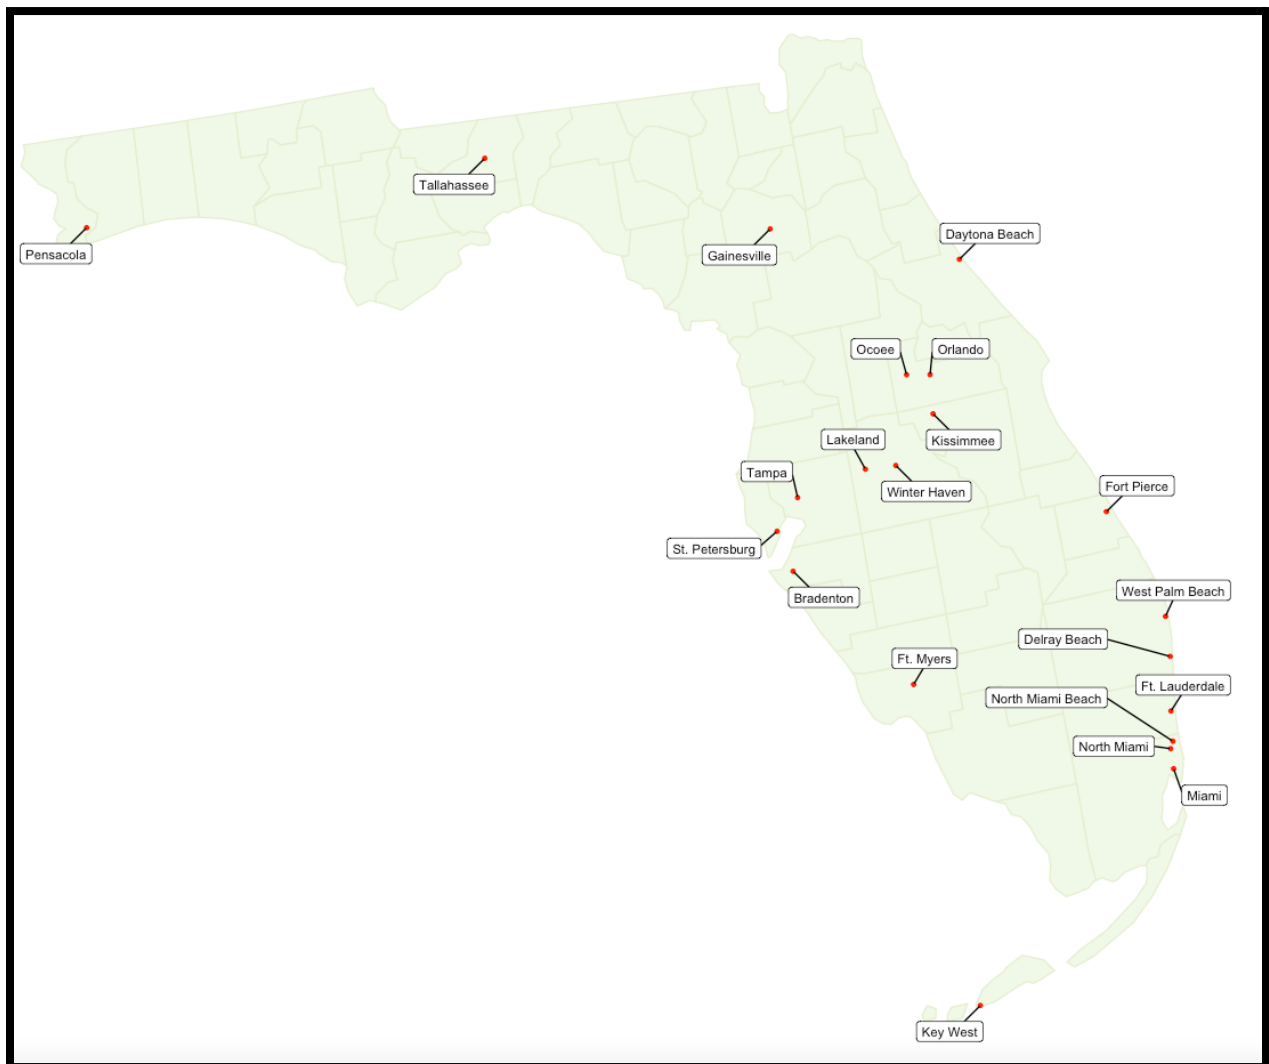 Tallahassee
Daytona Beach
Pensacola
Gainesville
Ocoee
Orlando
Lakeland
Kissimmee
Tampa
Winter Haven
Fort Pierce
St. Petersburg
West Palm Beach
Bradenton
Delray Beach
Ft. Myers
Ft. Lauderdale
North Miami Beach
North Miami
Miami
Key West